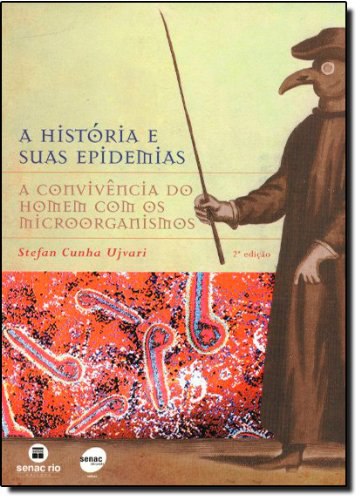 A HISTÓRIA E
SUAS EPIDEMIAS
A CONVIVÊNCIA DO
HOMEM COM OS
MICROORGANISMOS
Stefan Cunha Ujvari
2ª edição
senac rio
senac